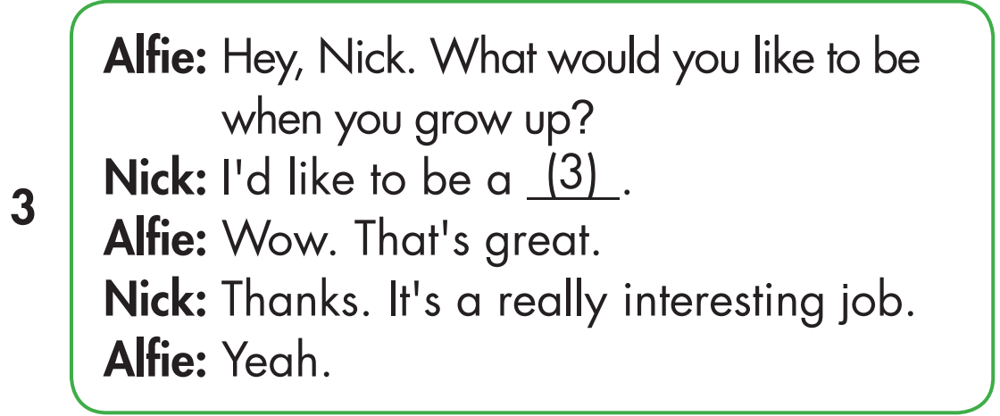 3
Alfie: Hey, Nick. What would you like to be
when you grow up?
Nick: I'd like to be a (3).
Alfie: Wow. That's great.
Nick: Thanks. It's a really interesting job.
Alfie: Yeah.